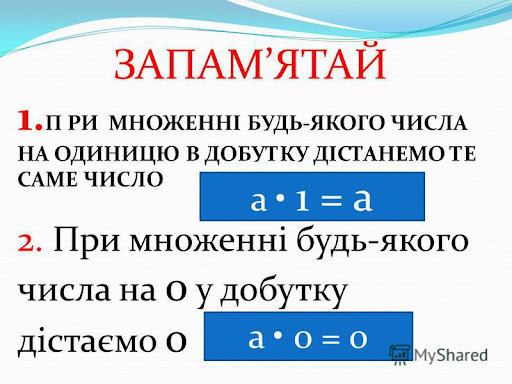 ЗАПАМ’ЯТАЙ
1.П РИ МНОЖЕННІ БУДЬ-ЯКОГО ЧИСЛА
НА ОДИНИЦЮ В ДОБУТКУ ДІСТАНЕМО ТЕ
САМЕ ЧИСЛО
а • 1 = а
2. При множенні будь-якого
числа на 0 у добутку
дістаємо 0
а • 0 = 0
MyShared